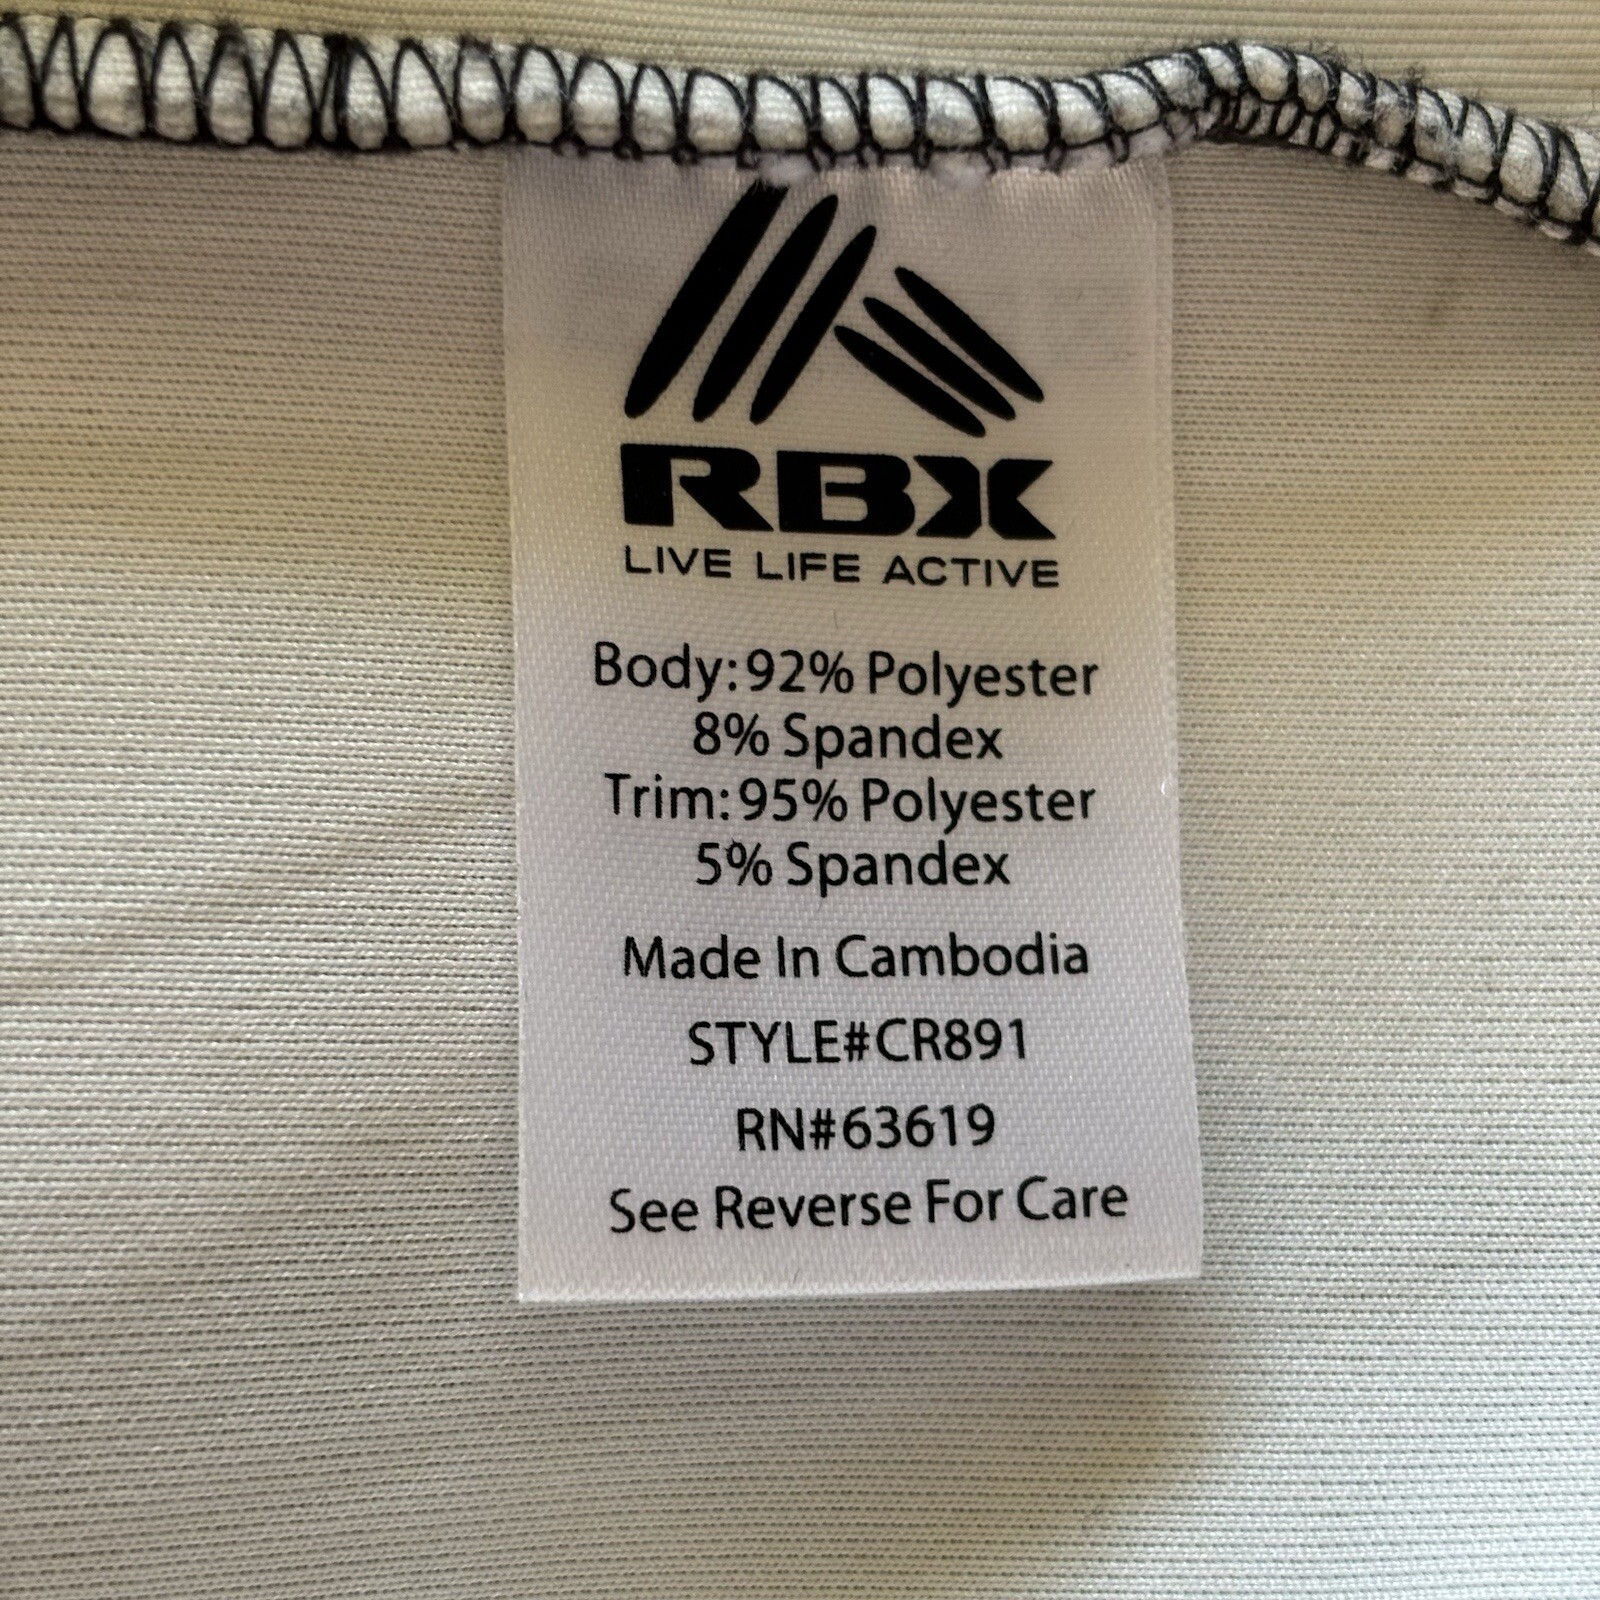 RBX
LIVE LIFE ACTIVE
Body:92% Polyester
8% Spandex
Trim:95% Polyester
5% Spandex
Made In Cambodia
STYLE#CR891
RN#63619
See Reverse For Care